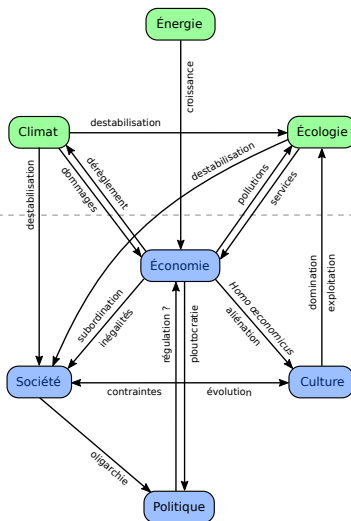 Énergie
croissance
Climat
destabilisation
Écologie
destabilisation
destabilisation
dérèglement
dommages
pollutions
services
Économie
domination
exploitation
subordination
inégalités
régulation ?
ploutocratie
Homo œconomicus
aliénation
Société
contraintes
évolution
Culture
oligarchie
Politique